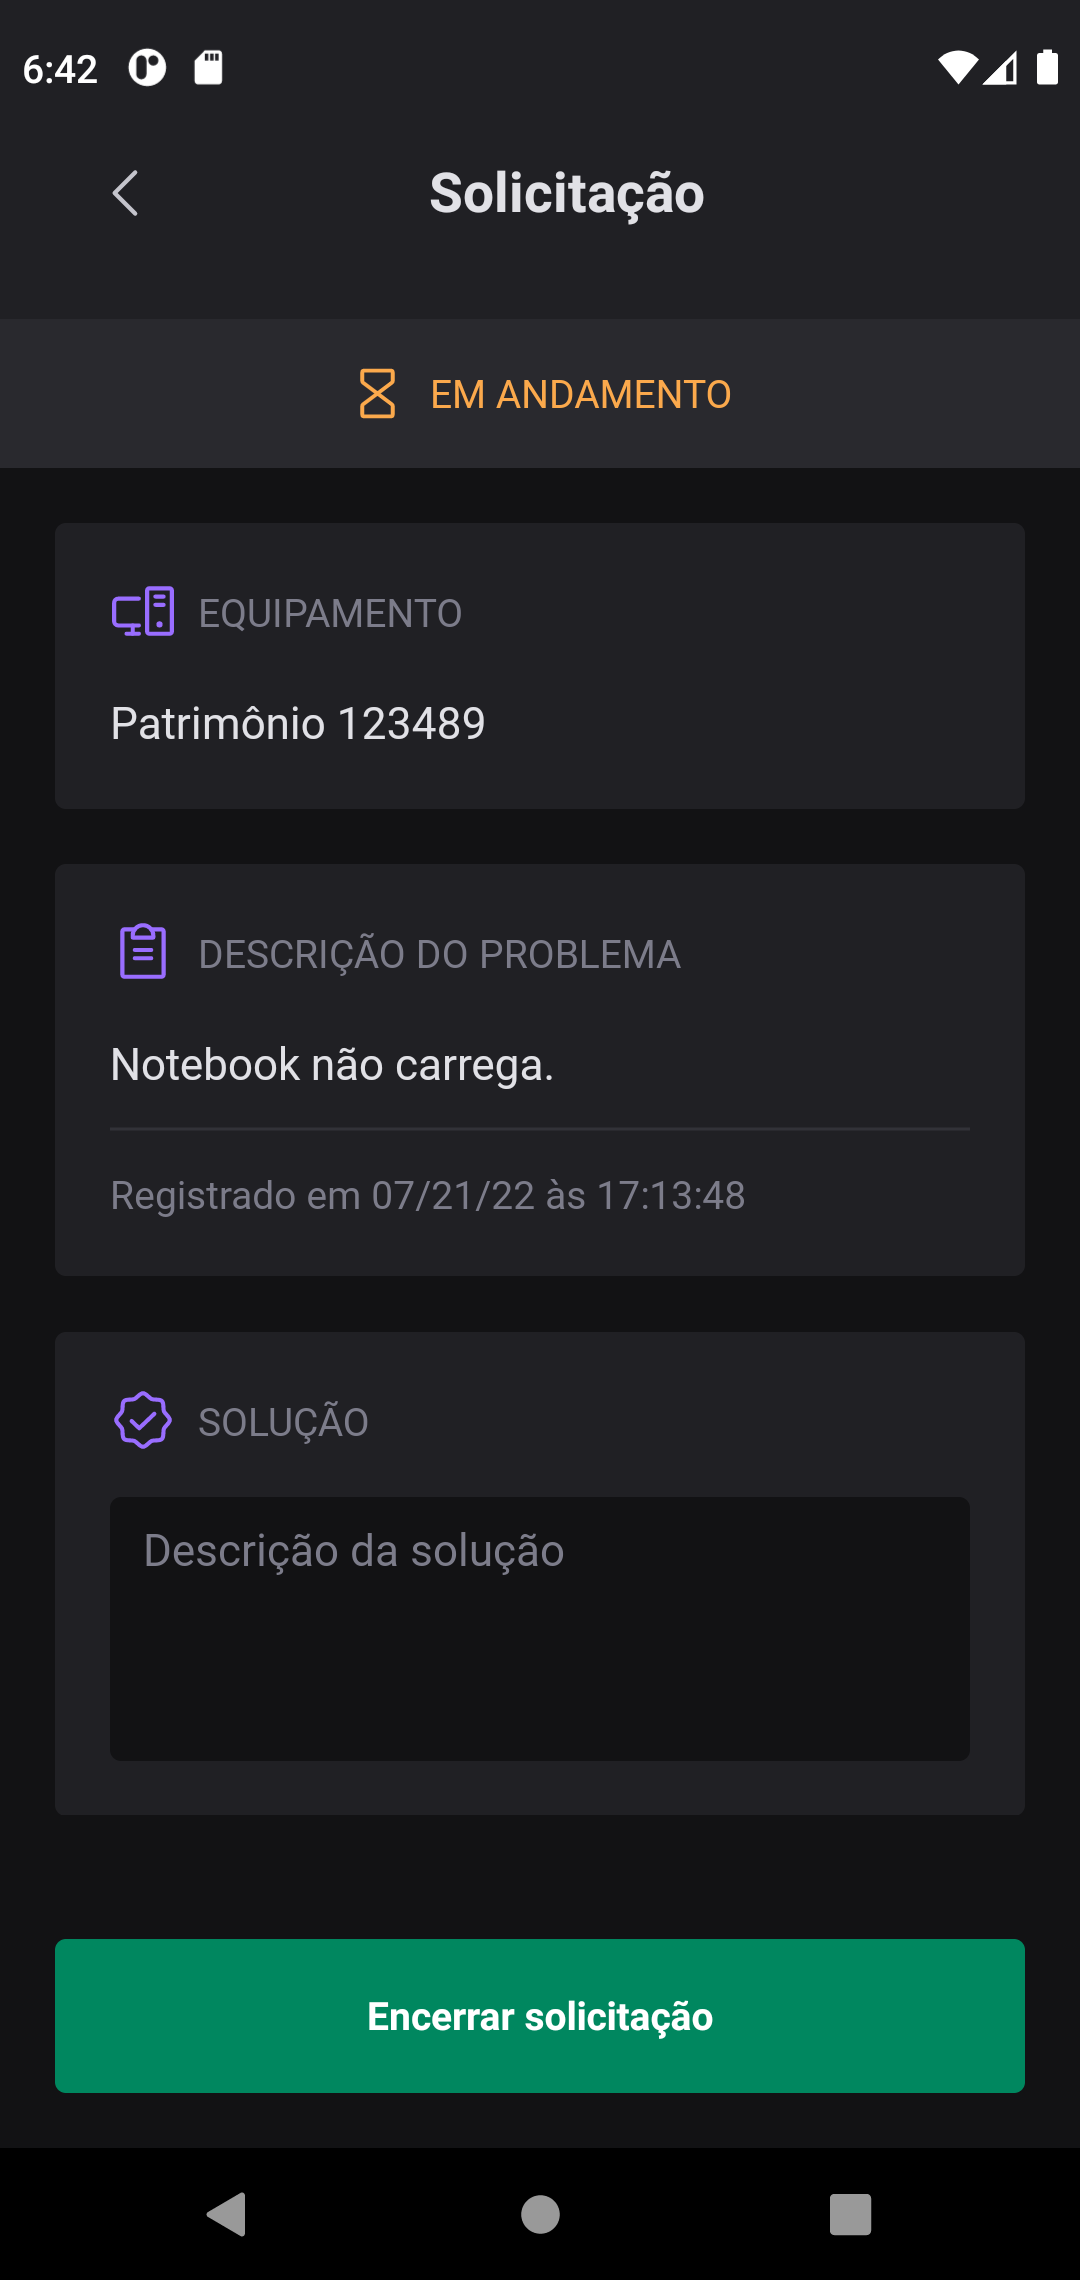 6:42
Solicitação
EM ANDAMENTO
EQUIPAMENTO
Patrimônio 123489
DESCRIÇÃO DO PROBLEMA
Notebook não carrega.
Registrado em 07/21/22 às 17:13:48
SOLUÇÃO
Descrição da solução
Encerrar solicitação